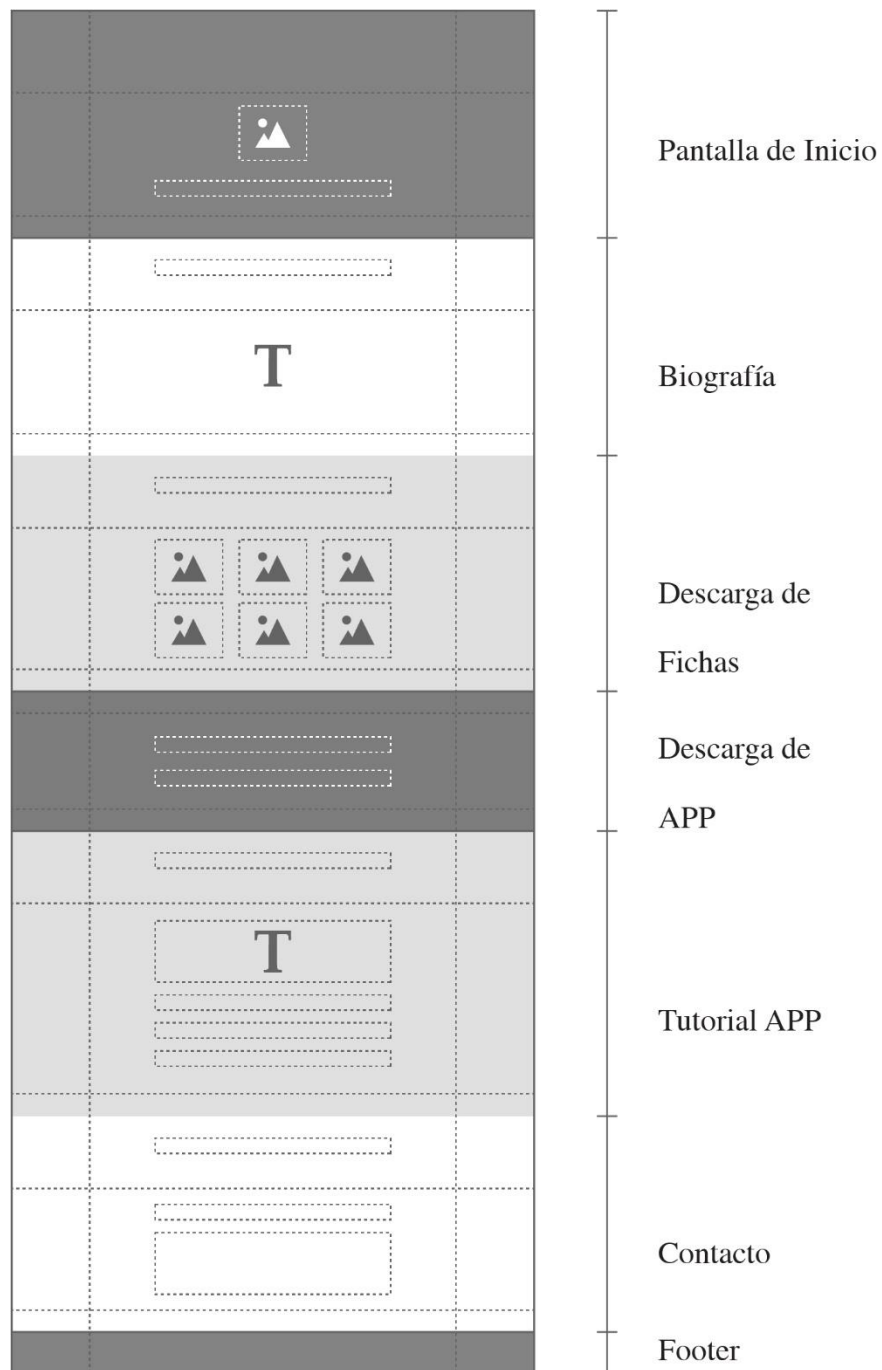 Pantalla de Inicio
T
Biografía
Descarga de
Fichas
Descarga de
APP
T
Tutorial APP
Contacto
Footer